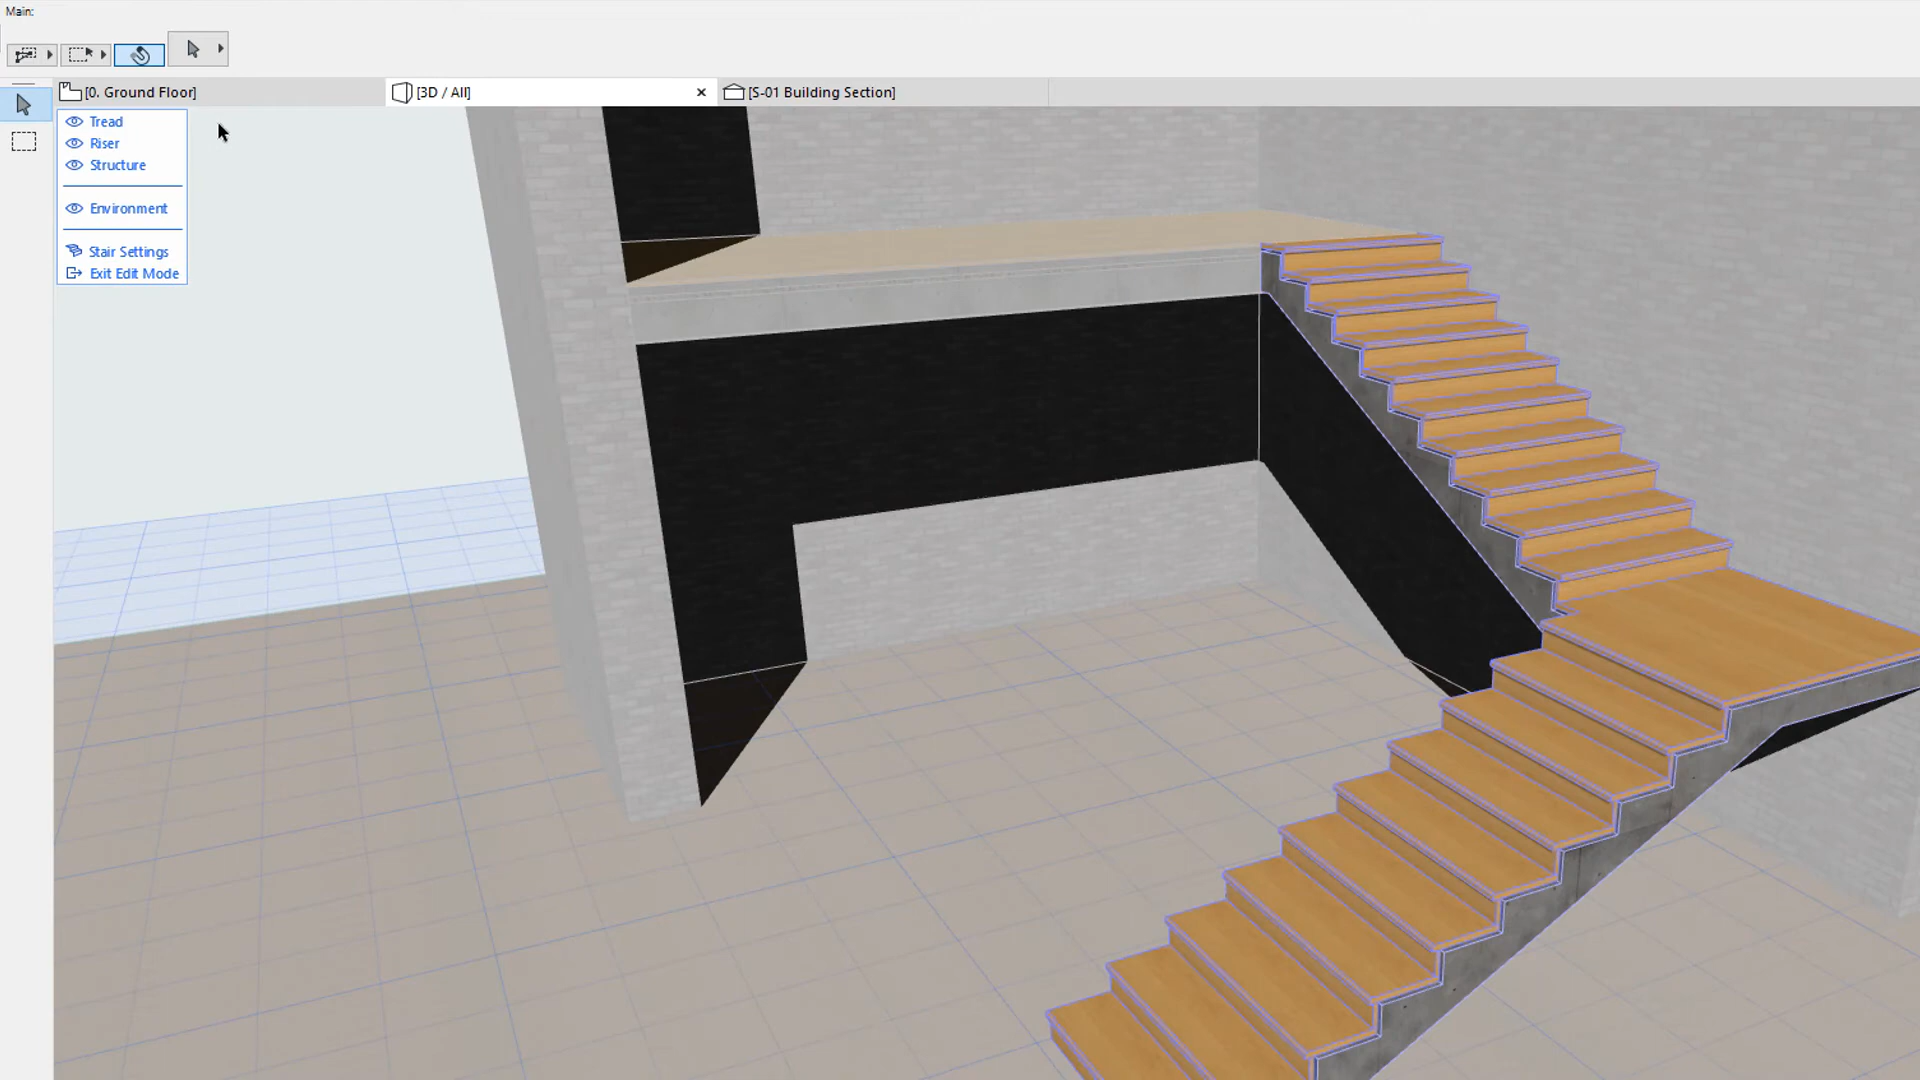 Main:
[0. Ground Floor]
[3D / All]
[S-01 Building Section]
Tread
Riser
Structure
Environment
Stair Settings
Exit Edit Mode